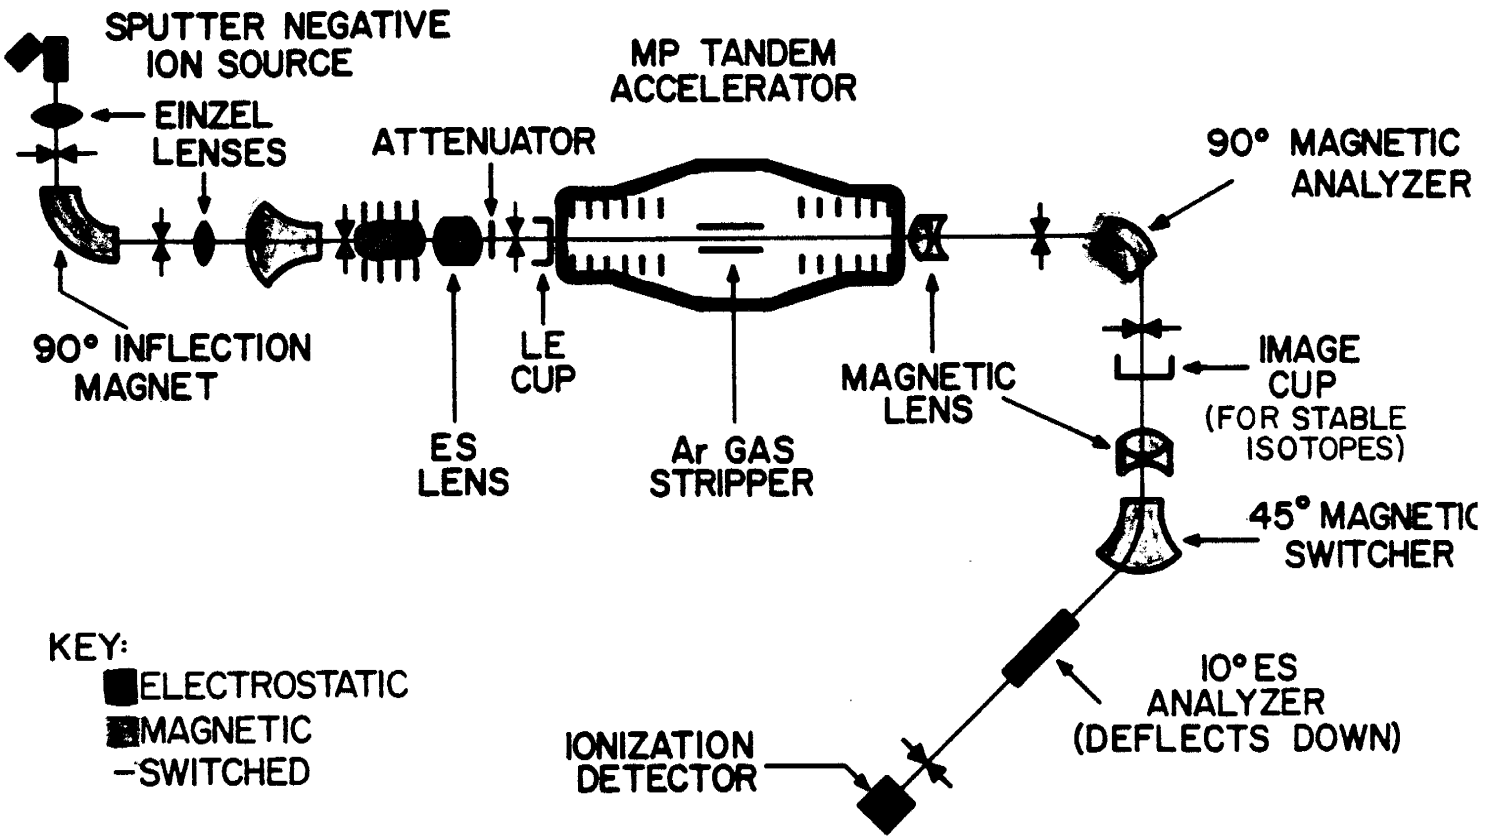 SPUTTER NEGATIVE
ION SOURCE
EINZEL
LENSES
ATTENUATOR
MP TANDEM
ACCELERATOR
90° MAGNETIC
ANALYZER
90° INFLECTION
MAGNET
LE
CUP
ES
LENS
Ar GAS
STRIPPER
MAGNETIC
LENS
IMAGE
CUP
(FOR STABLE
ISOTOPES)
45° MAGNETIC
SWITCHER
10° ES
ANALYZER
(DEFLECTS DOWN)
IONIZATION
DETECTOR
KEY:
ELECTROSTATIC
MAGNETIC
–SWITCHED